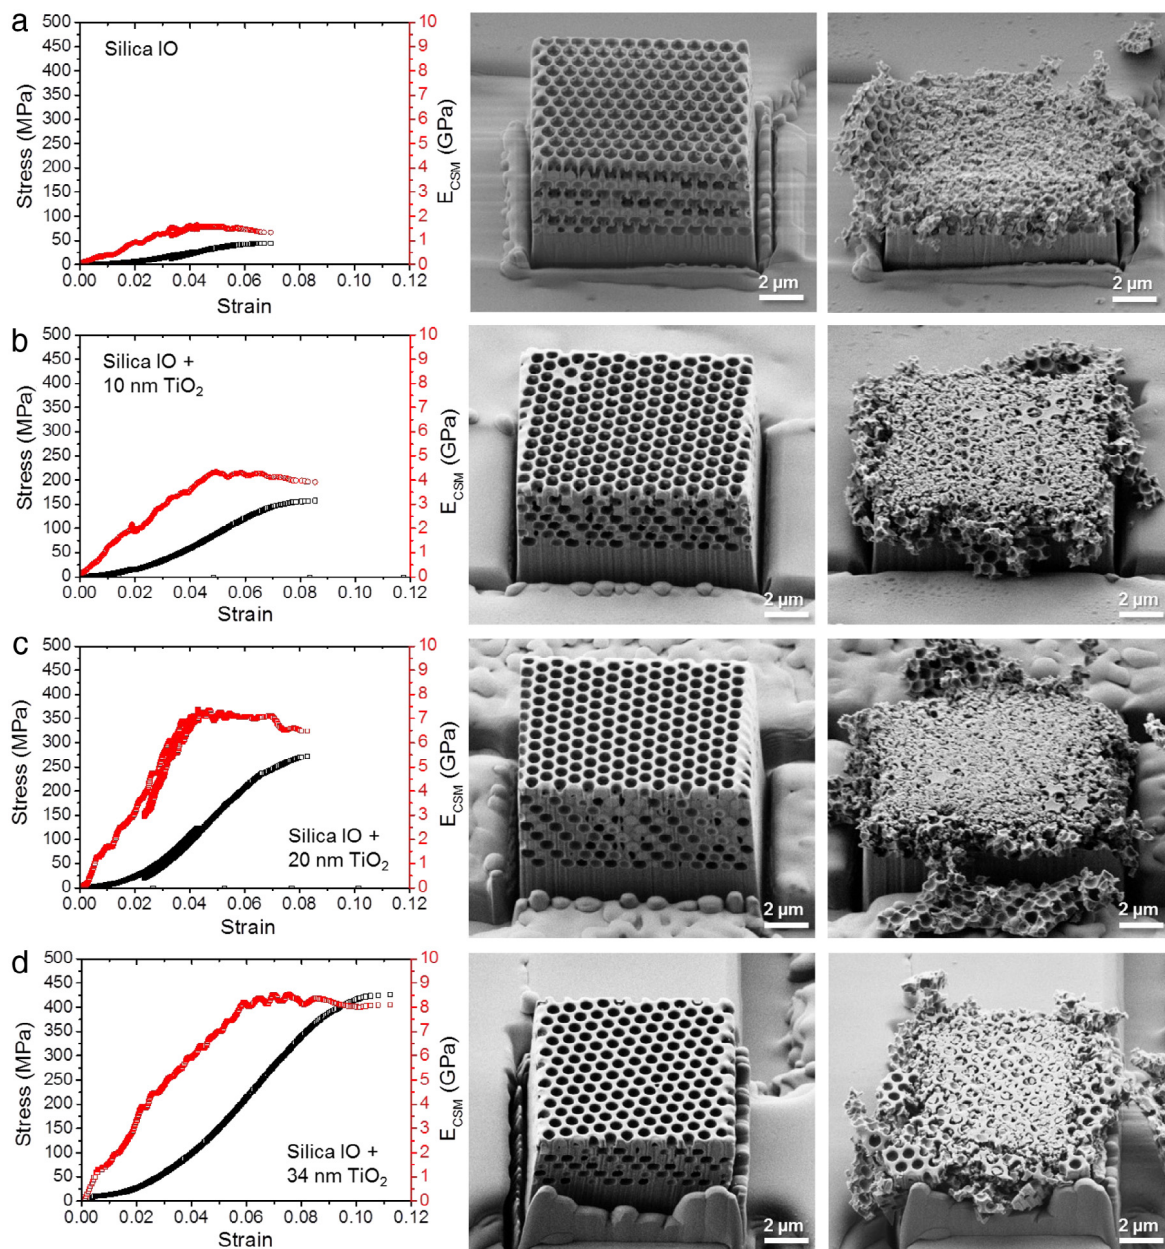 a
500
450
400
350
300
250
200
150
100
50
0
Stress (MPa)
Silica IO
10
9
8
7
6
5
4
3
2
1
0
E_CSM (GPa)
0.00 0.02 0.04 0.06 0.08 0.10 0.12
Strain
2 µm
2 µm
b
500
450
400
350
300
250
200
150
100
50
0
Stress (MPa)
Silica IO +
10 nm TiO₂
10
9
8
7
6
5
4
3
2
1
0
E_CSM (GPa)
0.00 0.02 0.04 0.06 0.08 0.10 0.12
Strain
2 µm
2 µm
c
500
450
400
350
300
250
200
150
100
50
0
Stress (MPa)
Silica IO +
20 nm TiO₂
10
9
8
7
6
5
4
3
2
1
0
E_CSM (GPa)
0.00 0.02 0.04 0.06 0.08 0.10 0.12
Strain
2 µm
2 µm
d
500
450
400
350
300
250
200
150
100
50
0
Stress (MPa)
Silica IO +
34 nm TiO₂
10
9
8
7
6
5
4
3
2
1
0
E_CSM (GPa)
0.00 0.02 0.04 0.06 0.08 0.10 0.12
Strain
2 µm
2 µm